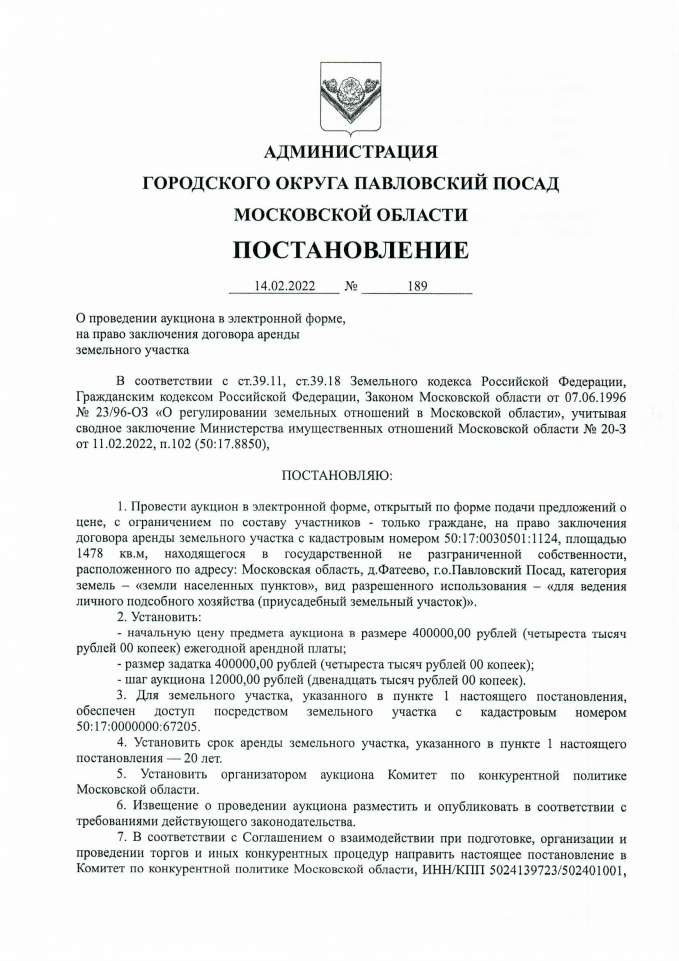 АДМИНИСТРАЦИЯ
ГОРОДСКОГО ОКРУГА ПАВЛОВСКИЙ ПОСАД
МОСКОВСКОЙ ОБЛАСТИ
ПОСТАНОВЛЕНИЕ
14.02.2022 № 189
О проведении аукциона в электронной форме,
на право заключения договора аренды
земельного участка
В соответствии с ст.39.11, ст.39.18 Земельного кодекса Российской Федерации,
Гражданским кодексом Российской Федерации, Законом Московской области от 07.06.1996
№ 23/96-ОЗ «О регулировании земельных отношений в Московской области», учитывая
сводное заключение Министерства имущественных отношений Московской области № 20-З
от 11.02.2022, п.102 (50:17.8850),
ПОСТАНОВЛЯЮ:
1. Провести аукцион в электронной форме, открытый по форме подачи предложений о
цене, с ограничением по составу участников - только граждане, на право заключения
договора аренды земельного участка с кадастровым номером 50:17:0030501:1124, площадью
1478 кв.м, находящегося в государственной не разграниченной собственности,
расположенного по адресу: Московская область, д.Фатеево, г.о.Павловский Посад, категория
земель – «земли населенных пунктов», вид разрешенного использования – «для ведения
личного подсобного хозяйства (приусадебный земельный участок)».
2. Установить:
- начальную цену предмета аукциона в размере 400000,00 рублей (четыреста тысяч
рублей 00 копеек) ежегодной арендной платы;
- размер задатка 400000,00 рублей (четыреста тысяч рублей 00 копеек);
- шаг аукциона 12000,00 рублей (двенадцать тысяч рублей 00 копеек).
3. Для земельного участка, указанного в пункте 1 настоящего постановления,
обеспечен доступ посредством земельного участка с кадастровым номером
50:17:0000000:67205.
4. Установить срок аренды земельного участка, указанного в пункте 1 настоящего
постановления — 20 лет.
5. Установить организатором аукциона Комитет по конкурентной политике
Московской области.
6. Извещение о проведении аукциона разместить и опубликовать в соответствии с
требованиями действующего законодательства.
7. В соответствии с Соглашением о взаимодействии при подготовке, организации и
проведении торгов и иных конкурентных процедур направить настоящее постановление в
Комитет по конкурентной политике Московской области, ИНН/КПП 5024139723/502401001,